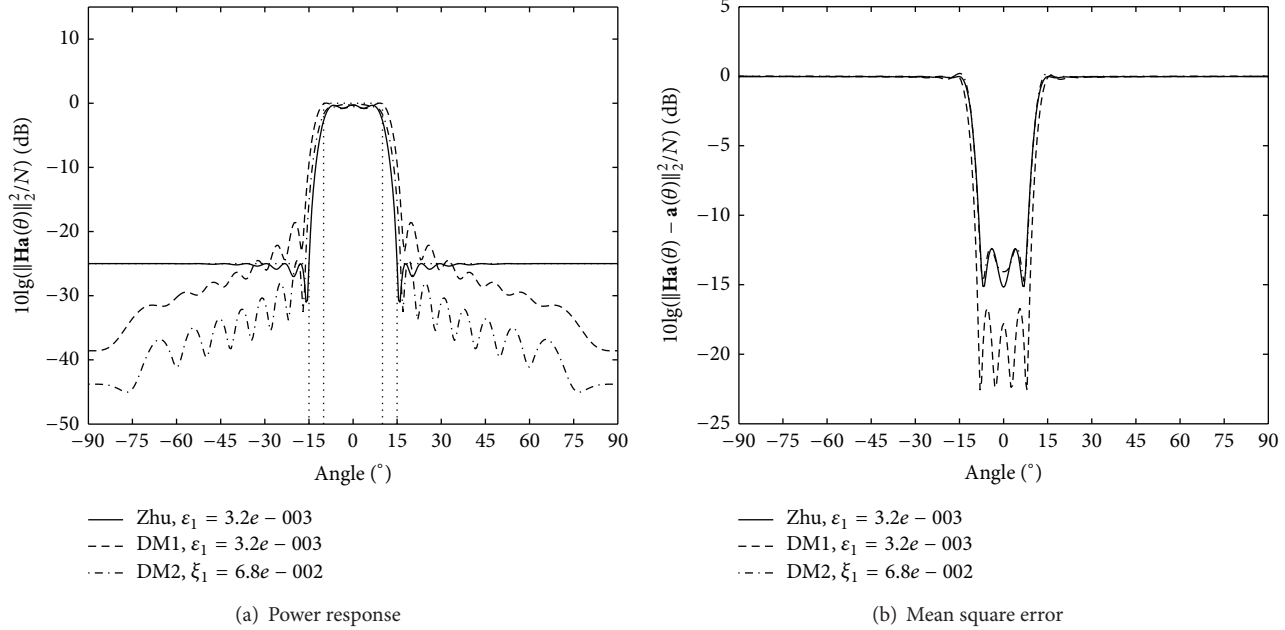 10
0
−10
−20
−30
−40
−50
10lg(‖Ha(θ)‖₂²/N) (dB)
−90 −75 −60 −45 −30 −15 0 15 30 45 60 75 90
Angle (°)
Zhu, ε₁ = 3.2e − 003
DM1, ε₁ = 3.2e − 003
DM2, ξ₁ = 6.8e − 002
(a) Power response
5
0
−5
−10
−15
−20
−25
10lg(‖Ha(θ) − a(θ)‖₂²/N) (dB)
−90 −75 −60 −45 −30 −15 0 15 30 45 60 75 90
Angle (°)
Zhu, ε₁ = 3.2e − 003
DM1, ε₁ = 3.2e − 003
DM2, ξ₁ = 6.8e − 002
(b) Mean square error